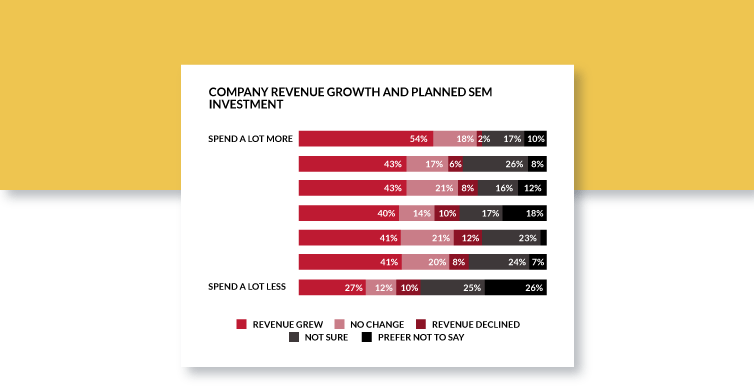 COMPANY REVENUE GROWTH AND PLANNED SEM
INVESTMENT
SPEND A LOT MORE 54% 18% 2% 17% 10%
43% 17% 6% 26% 8%
43% 21% 8% 16% 12%
40% 14% 10% 17% 18%
41% 21% 12% 23%
41% 20% 8% 24% 7%
SPEND A LOT LESS 27% 12% 10% 25% 26%
REVENUE GREW NO CHANGE REVENUE DECLINED
NOT SURE PREFER NOT TO SAY